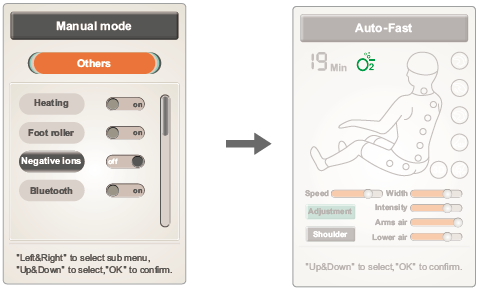 Manual mode
Others
Heating on
Foot roller on
Negative Ions off
Bluetooth on
"Left&Right" to select sub menu,
"Up&Down" to select,"OK" to confirm.
Auto-Fast
19 Min O2
Speed Width
Adjustment Intensity
Arms air
Shoulder Lower air
"Up&Down" to select,"OK" to confirm.